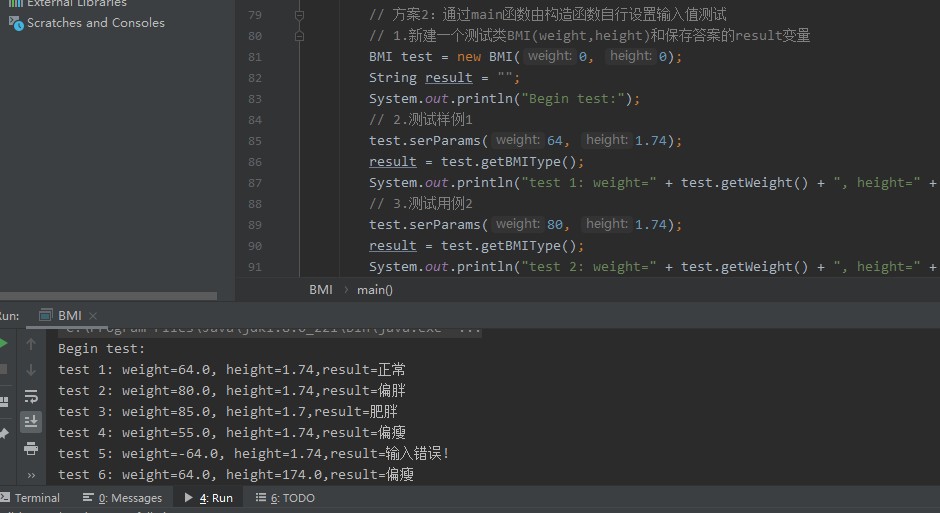 External Libraries
Scratches and Consoles
79 // 方案2：通过main函数由构造函数自行设置输入值测试
80 // 1.新建一个测试类BMI(weight,height)和保存答案的result变量
81 BMI test = new BMI( weight: 0, height: 0);
82 String result = "";
83 System.out.println("Begin test:");
84 // 2.测试样例1
85 test.serParams( weight: 64, height: 1.74);
86 result = test.getBMIType();
87 System.out.println("test 1: weight=" + test.getWeight() + ", height=" +
88 // 3.测试用例2
89 test.serParams( weight: 80, height: 1.74);
90 result = test.getBMIType();
91 System.out.println("test 2: weight=" + test.getWeight() + ", height=" +
BMI › main()
un: BMI ×
C:\Program Files\Java\jdk1.8.0_221\bin\java.exe" ...
Begin test:
test 1: weight=64.0, height=1.74,result=正常
test 2: weight=80.0, height=1.74,result=偏胖
test 3: weight=85.0, height=1.7,result=肥胖
test 4: weight=55.0, height=1.74,result=偏瘦
test 5: weight=-64.0, height=1.74,result=输入错误!
test 6: weight=64.0, height=174.0,result=偏瘦
Terminal 0: Messages 4: Run 6: TODO